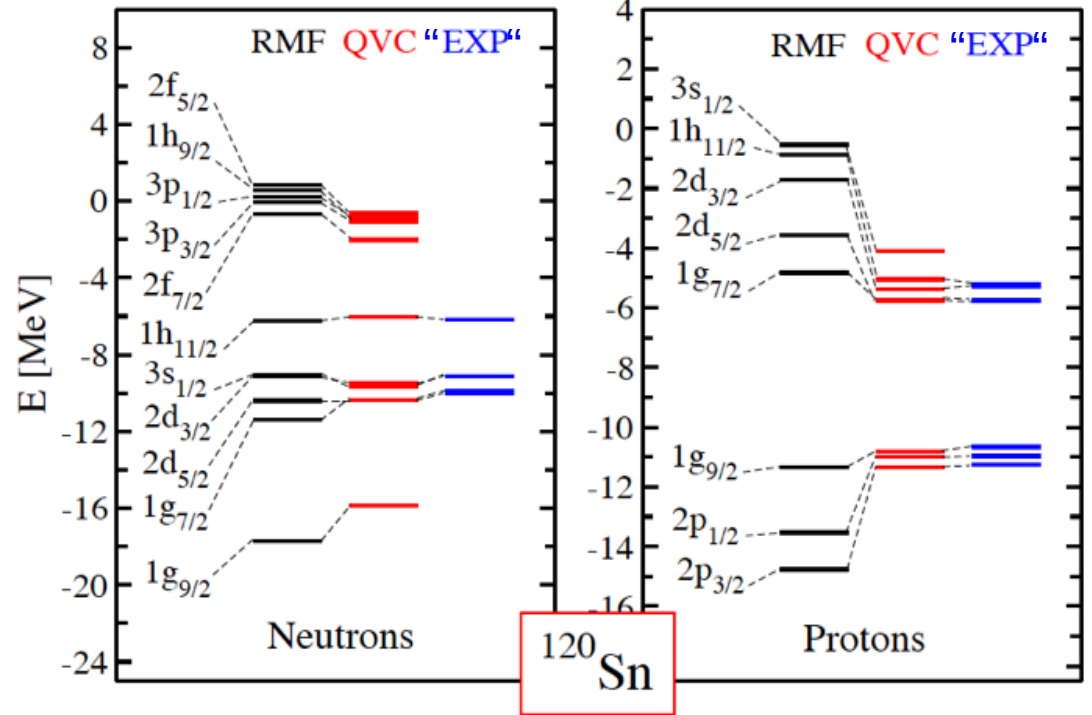 E [MeV]
8
4
0
-4
-8
-12
-16
-20
-24
RMF QVC “EXP“
2f5/2
1h9/2
3p1/2
3p3/2
2f7/2
1h11/2
3s1/2
2d3/2
2d5/2
1g7/2
1g9/2
Neutrons
4
2
0
-2
-4
-6
-8
-10
-12
-14
-16
RMF QVC “EXP“
3s1/2
1h11/2
2d3/2
2d5/2
1g7/2
1g9/2
2p1/2
2p3/2
Protons
120Sn